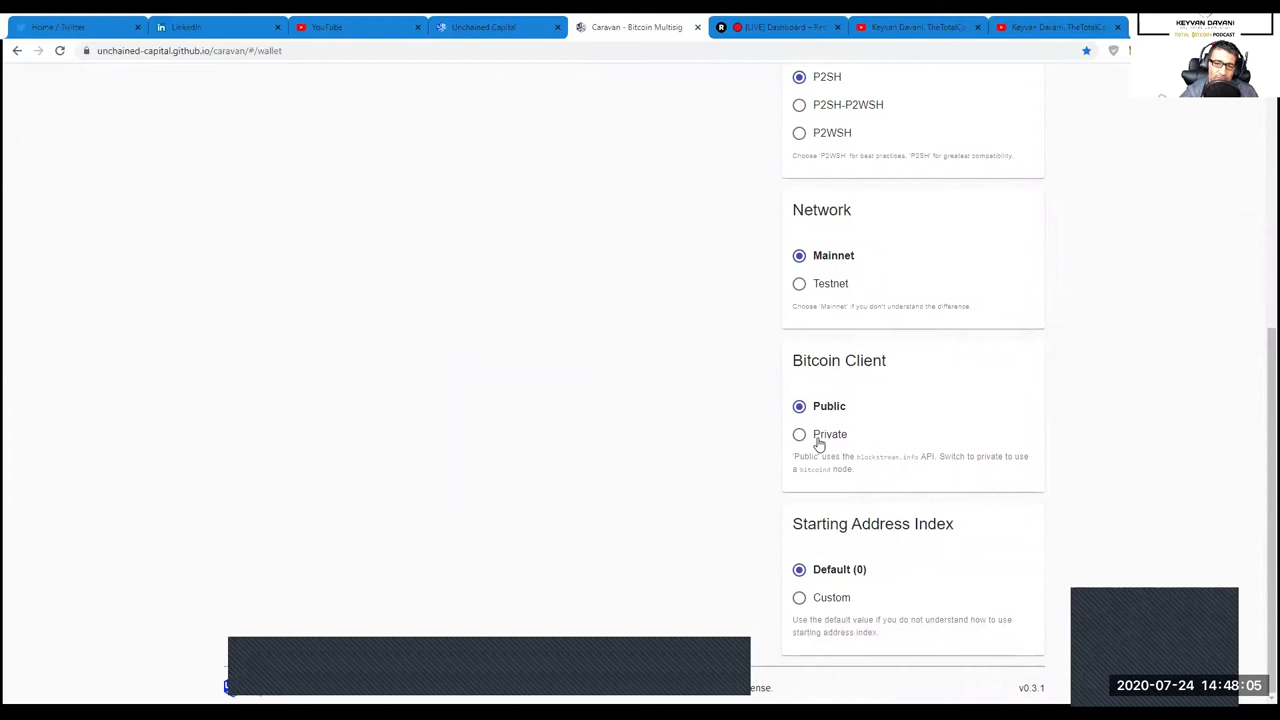 Home / Twitter
LinkedIn
YouTube
Unchained Capital
Caravan - Bitcoin Multisig
[LIVE] Dashboard – Re
Keyvan Davani, TheTotalCo
Keyvan Davani, TheTotalCo
KEYVAN DAVANI
TOTAL BITCOIN PODCAST
unchained-capital.github.io/caravan/#/wallet
P2SH
P2SH-P2WSH
P2WSH
Choose 'P2WSH' for best practices, 'P2SH' for greatest compatibility.
Network
Mainnet
Testnet
Choose 'Mainnet' if you don't understand the difference.
Bitcoin Client
Public
Private
'Public' uses the blockstream.info API. Switch to private to use
a bitcoind node.
Starting Address Index
Default (0)
Custom
Use the default value if you do not understand how to use
starting address index.
ense.
v0.3.1
2020-07-24 14:48:05